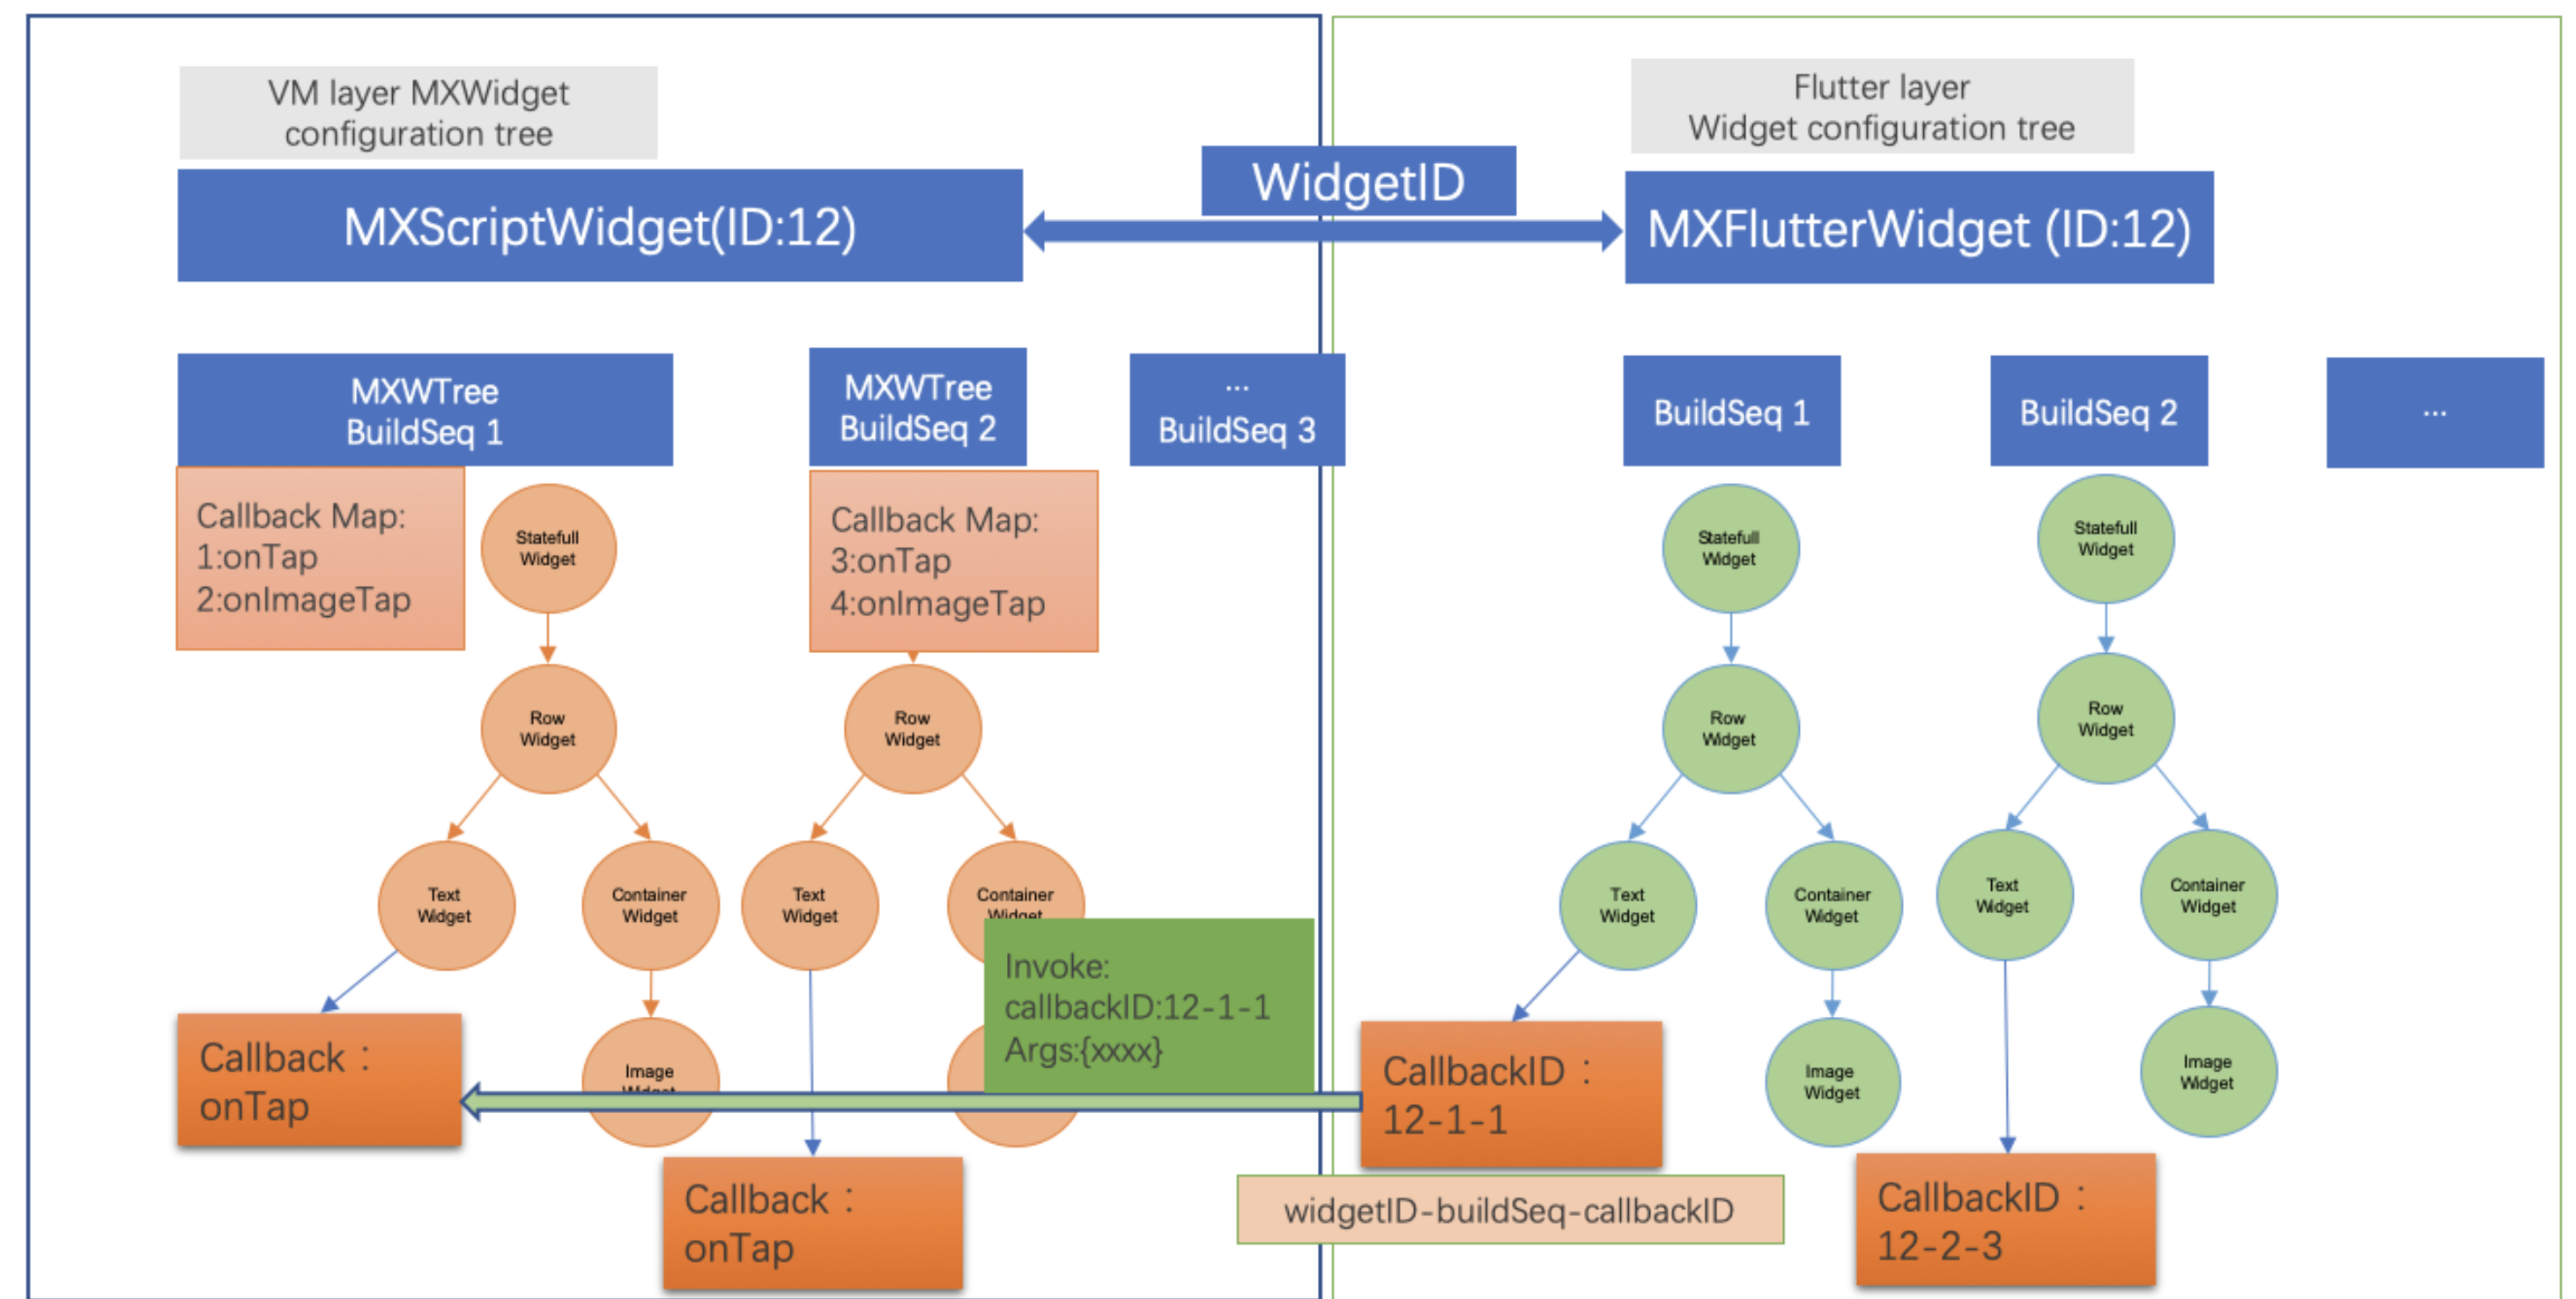 VM layer MXWidget
configuration tree
Flutter layer
Widget configuration tree
WidgetID
MXScriptWidget(ID:12)
MXFlutterWidget (ID:12)
MXWTree
BuildSeq 1
MXWTree
BuildSeq 2
...
BuildSeq 3
BuildSeq 1
BuildSeq 2
...
Callback Map:
1:onTap
2:onImageTap
Statefull
Widget
Callback Map:
3:onTap
4:onImageTap
Statefull
Widget
Statefull
Widget
Row
Widget
Row
Widget
Row
Widget
Row
Widget
Text
Widget
Container
Widget
Text
Widget
Container
Widget
Text
Widget
Container
Widget
Text
Widget
Container
Widget
Invoke:
callbackID:12-1-1
Args:{xxxx}
Callback：
onTap
Image
Widget
CallbackID：
12-1-1
Image
Widget
Image
Widget
Callback：
onTap
widgetID-buildSeq-callbackID
CallbackID：
12-2-3